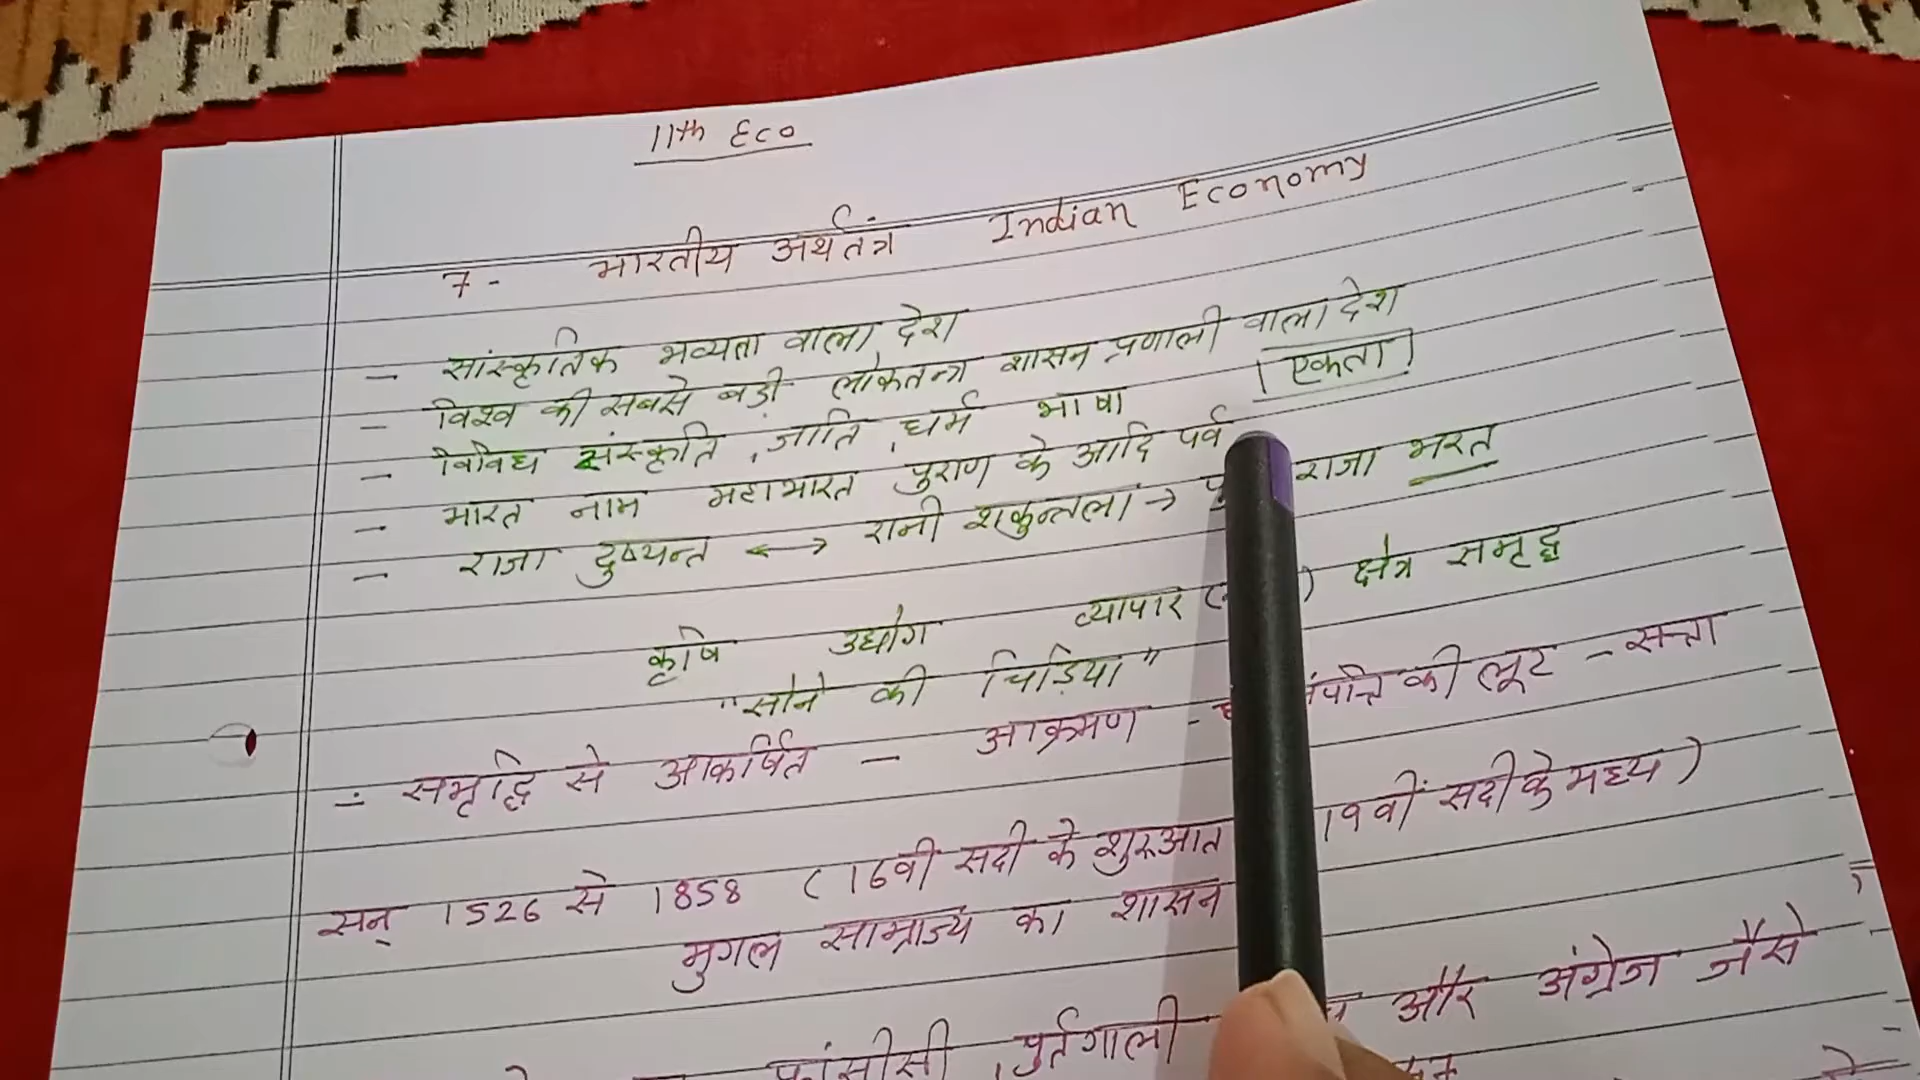 11th Eco
7 - भारतीय अर्थतंत्र Indian Economy
- सांस्कृतिक भव्यता वाला देश
- विश्व की सबसे बड़ी लोकतन्त्र शासन प्रणाली वाला देश
- विविध संस्कृति, जाति, धर्म भाषा एकता
- भारत नाम महाभारत पुराण के आदि पर्व
- राजा दुष्यन्त ↔ रानी शकुन्तला → राजा भरत
कृषि उद्योग व्यापार क्षेत्र समृद्ध
"सोने की चिड़िया"
- समृद्धि से आकर्षित - आक्रमण - की लूट - सत्ता
सन् 1526 से 1858 (16वी सदी के शुरुआत 19वीं सदी के मध्य)
मुगल साम्राज्य का शासन
फ्रांसीसी, पुर्तगाली और अंग्रेज जैसे